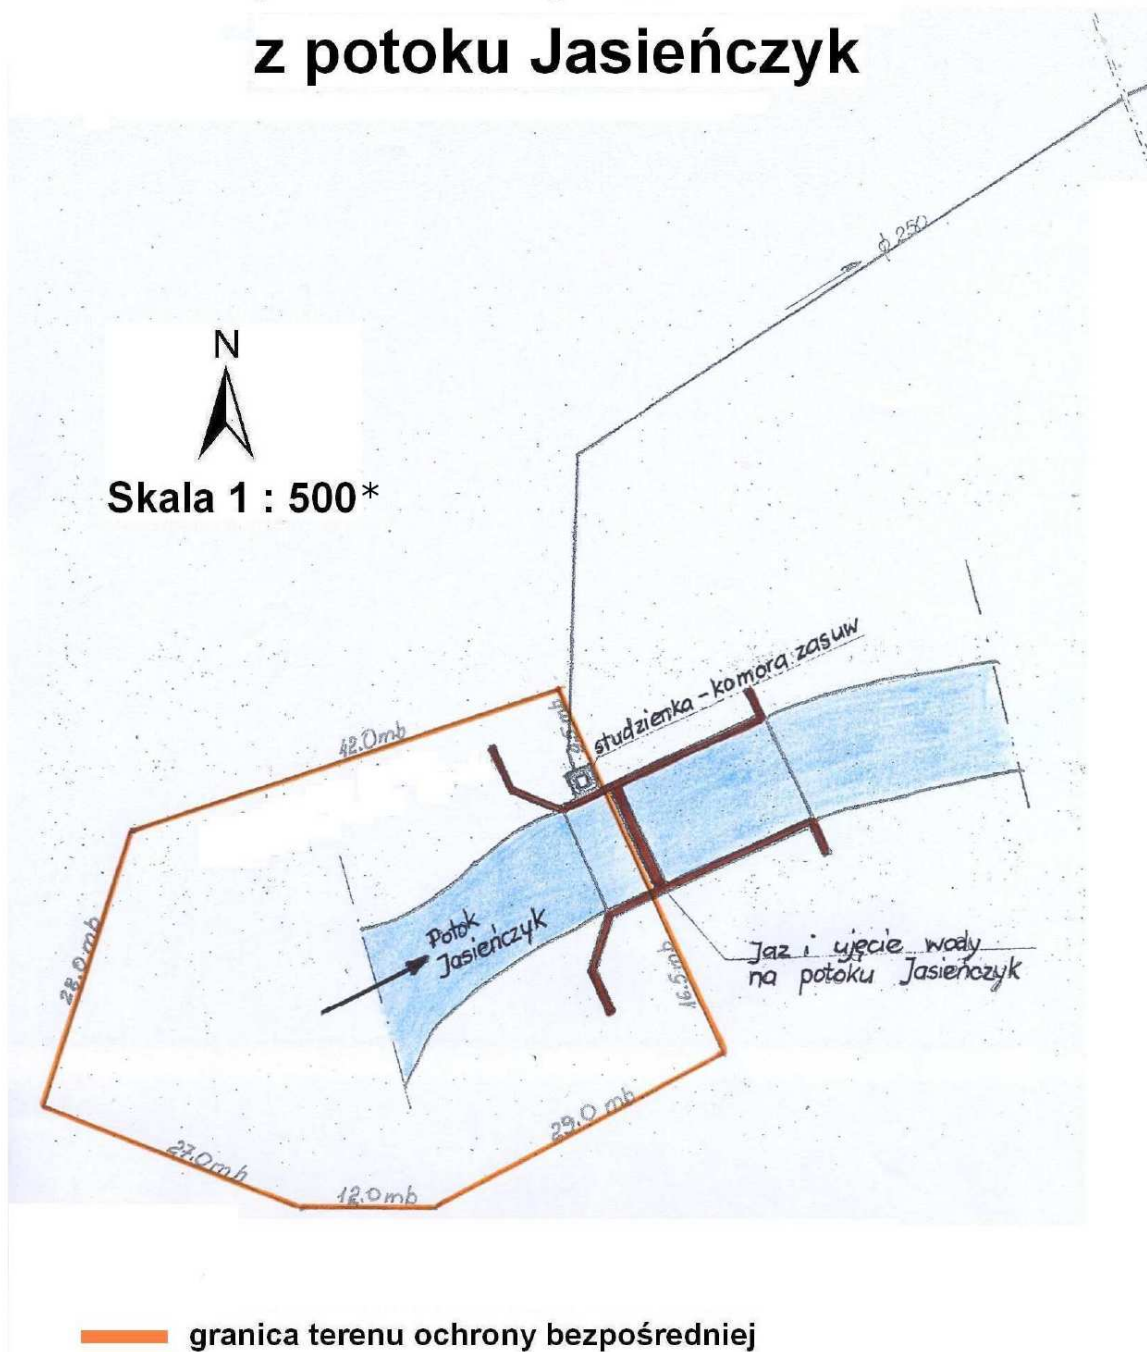 z potoku Jasieńczyk
ϕ 250
N
Skala 1 : 500*
studzienka - komora zasuw
42.0mb
Potok
Jasieńczyk
28.0mb
16.5mb
Jaz i ujęcie wody
na potoku Jasieńczyk
29.0 mb
27.0mb
12.0mb
granica terenu ochrony bezpośredniej